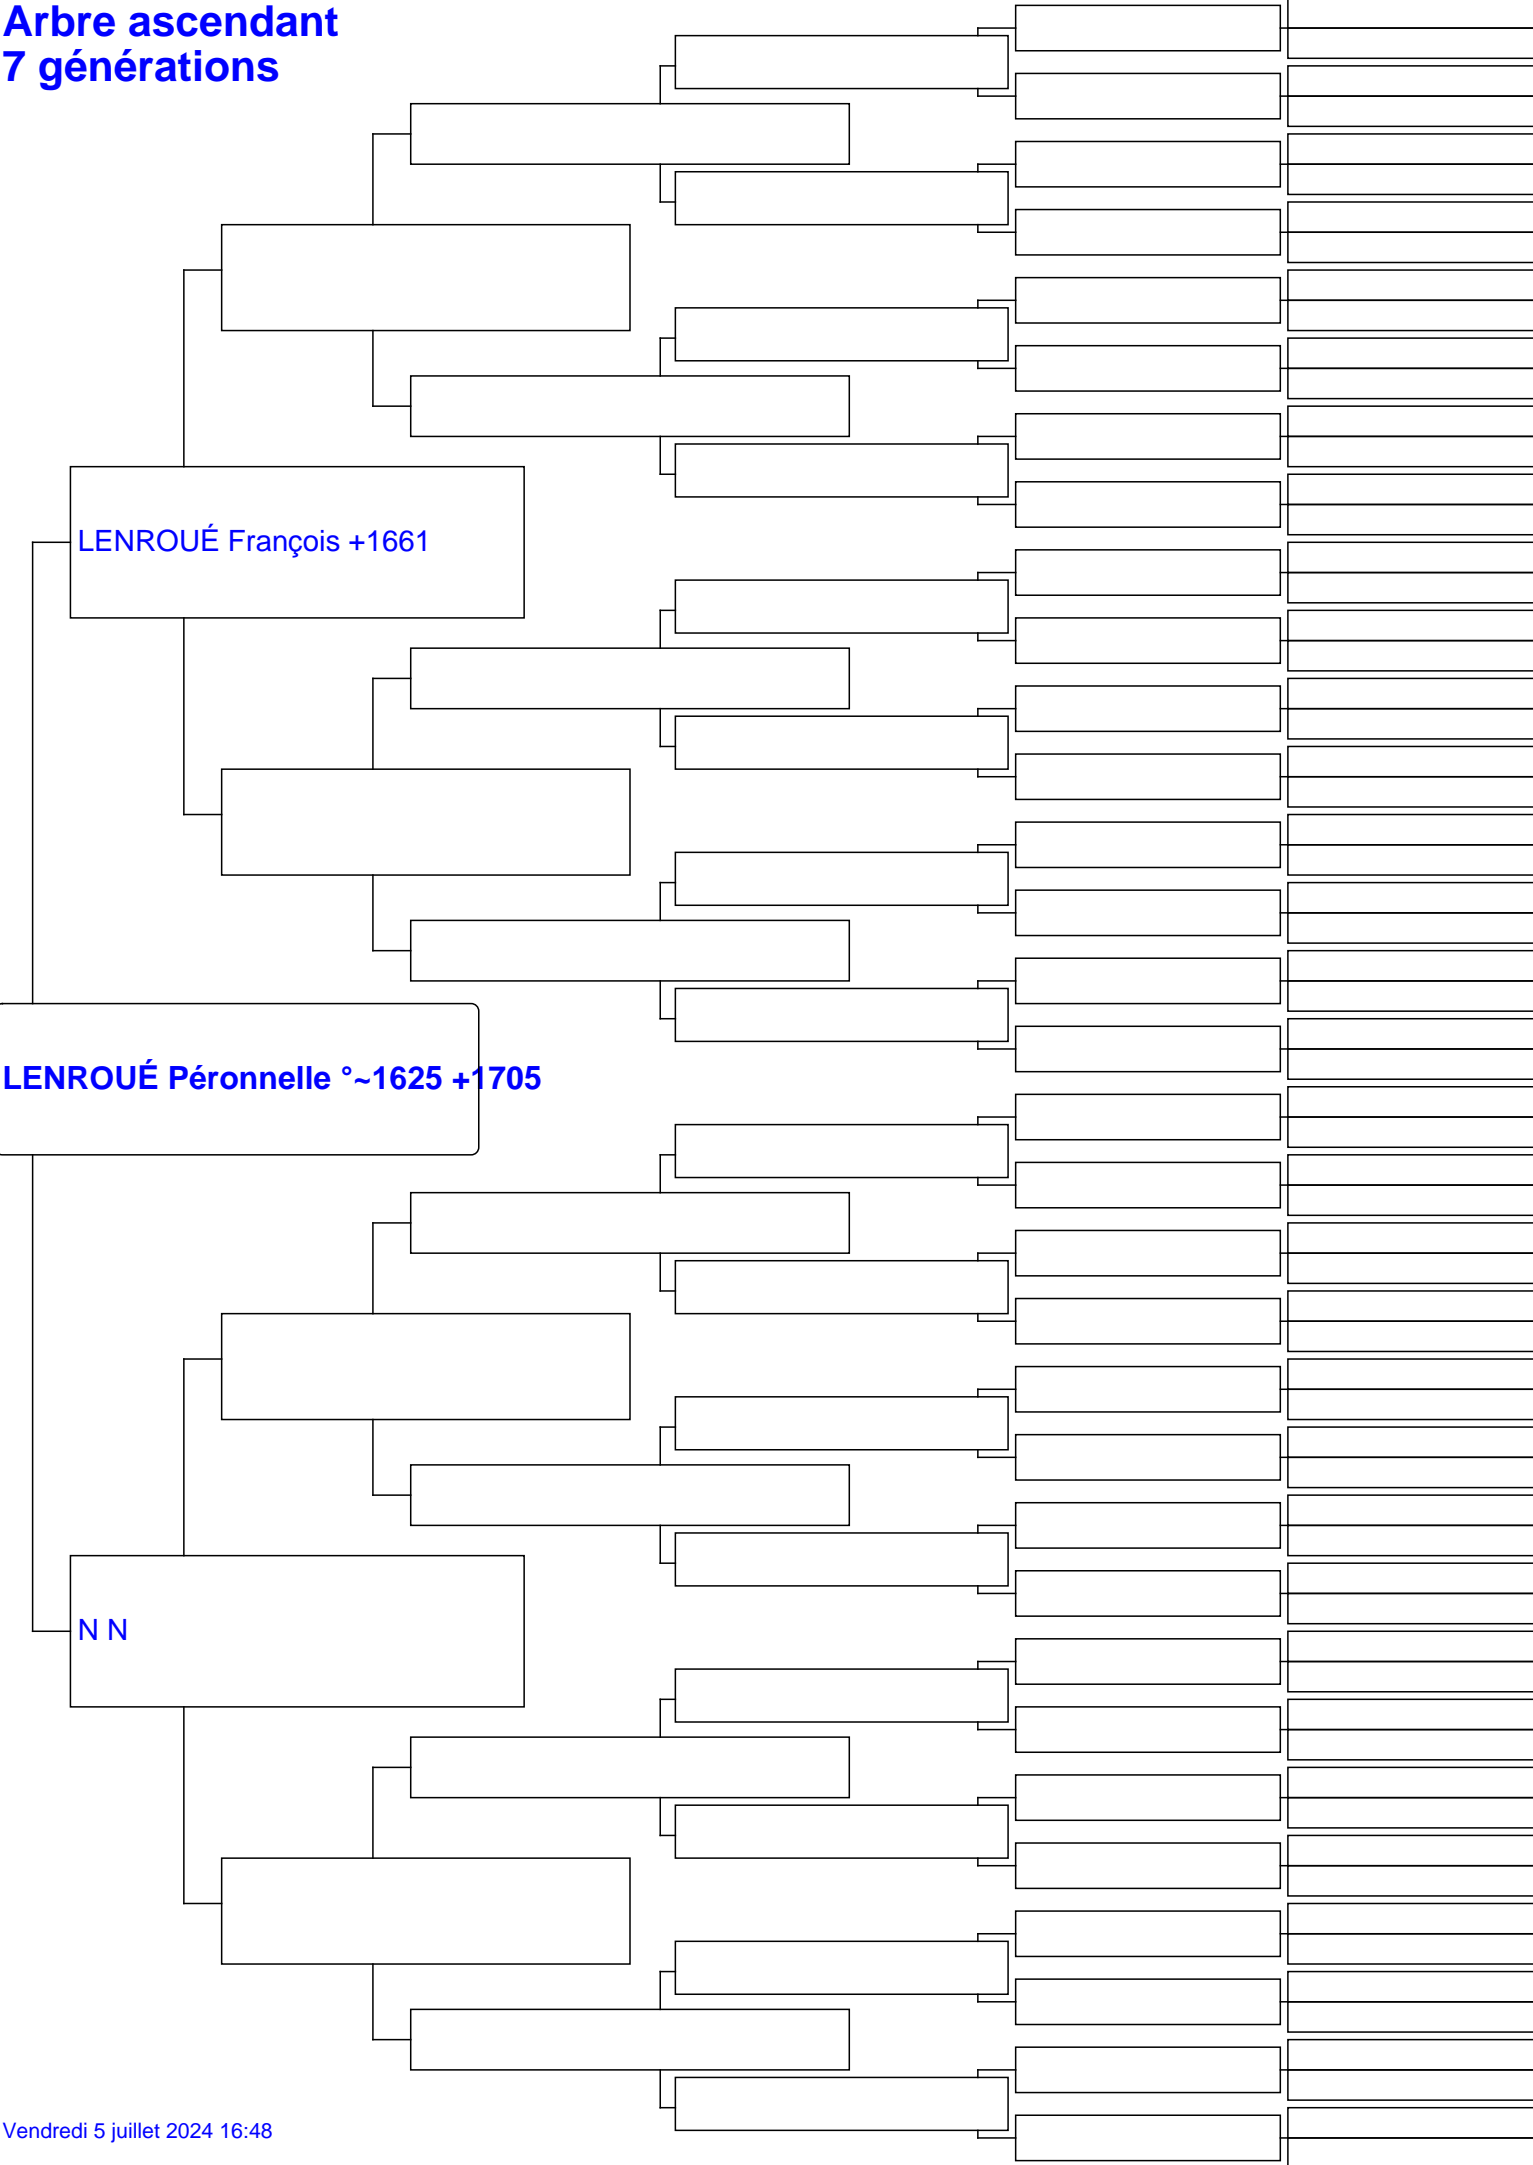 Arbre ascendant
7 générations
LENROUÉ François +1661
LENROUÉ Péronnelle °~1625 +1705
N N
Vendredi 5 juillet 2024 16:48